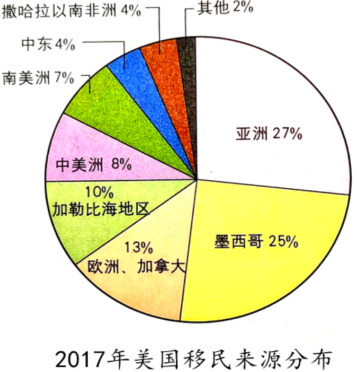 撒哈拉以南非洲 4%
其他 2%
中东 4%
南美洲 7%
亚洲 27%
中美洲 8%
10%
加勒比海地区
墨西哥 25%
13%
欧洲、加拿大
2017年美国移民来源分布